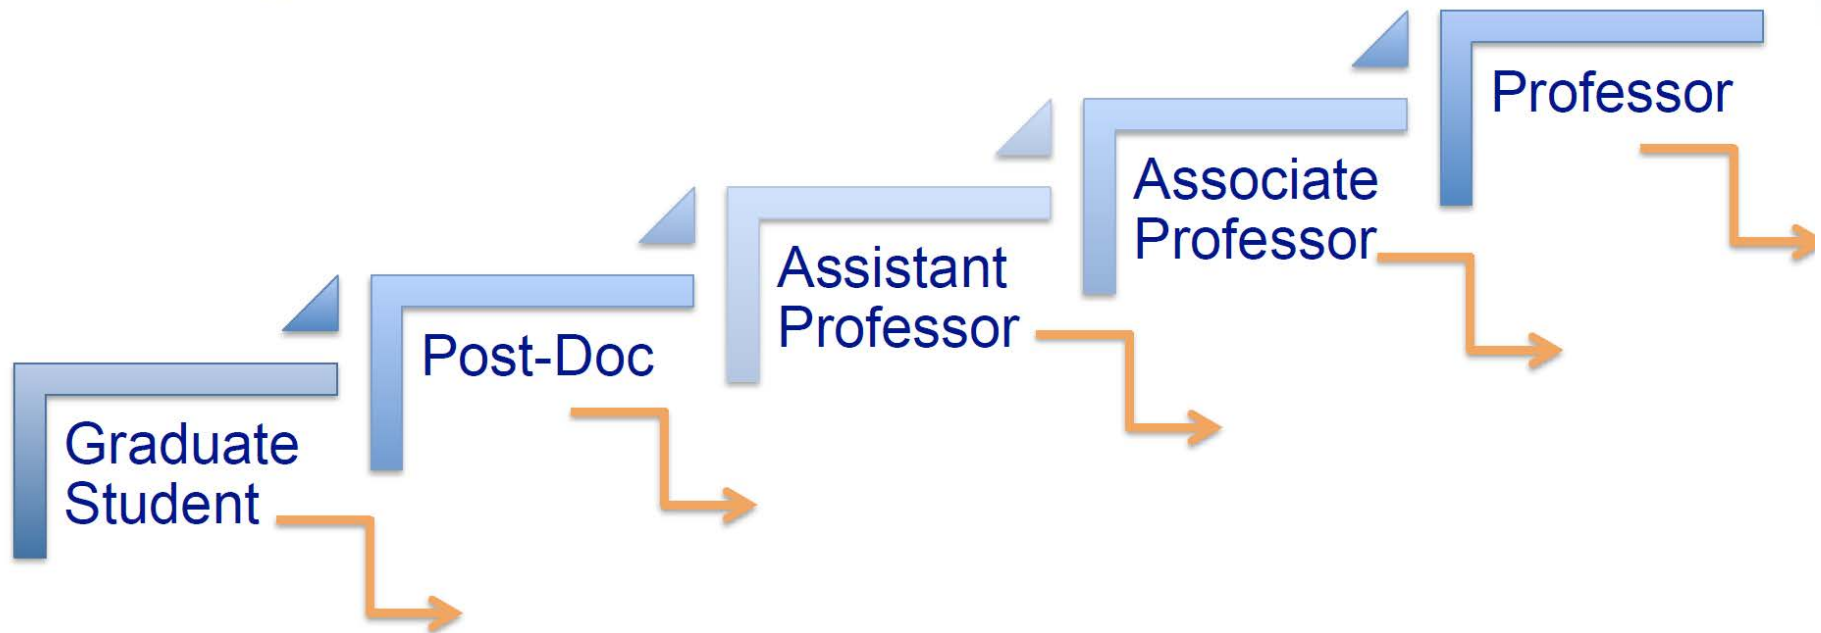 Graduate
Student
Post-Doc
Assistant
Professor
Associate
Professor
Professor